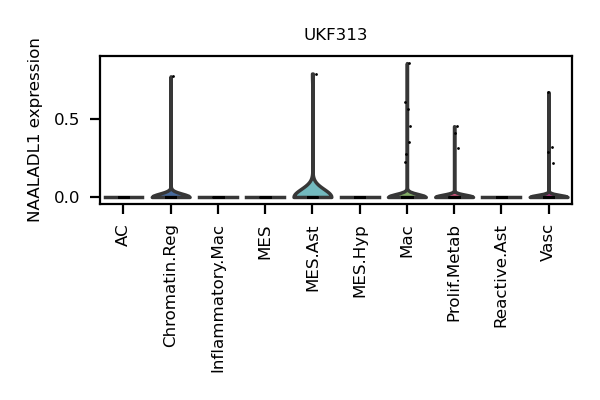 UKF313
NAALADL1 expression
0.5
0.0
AC
Chromatin.Reg
Inflammatory.Mac
MES
MES.Ast
MES.Hyp
Mac
Prolif.Metab
Reactive.Ast
Vasc